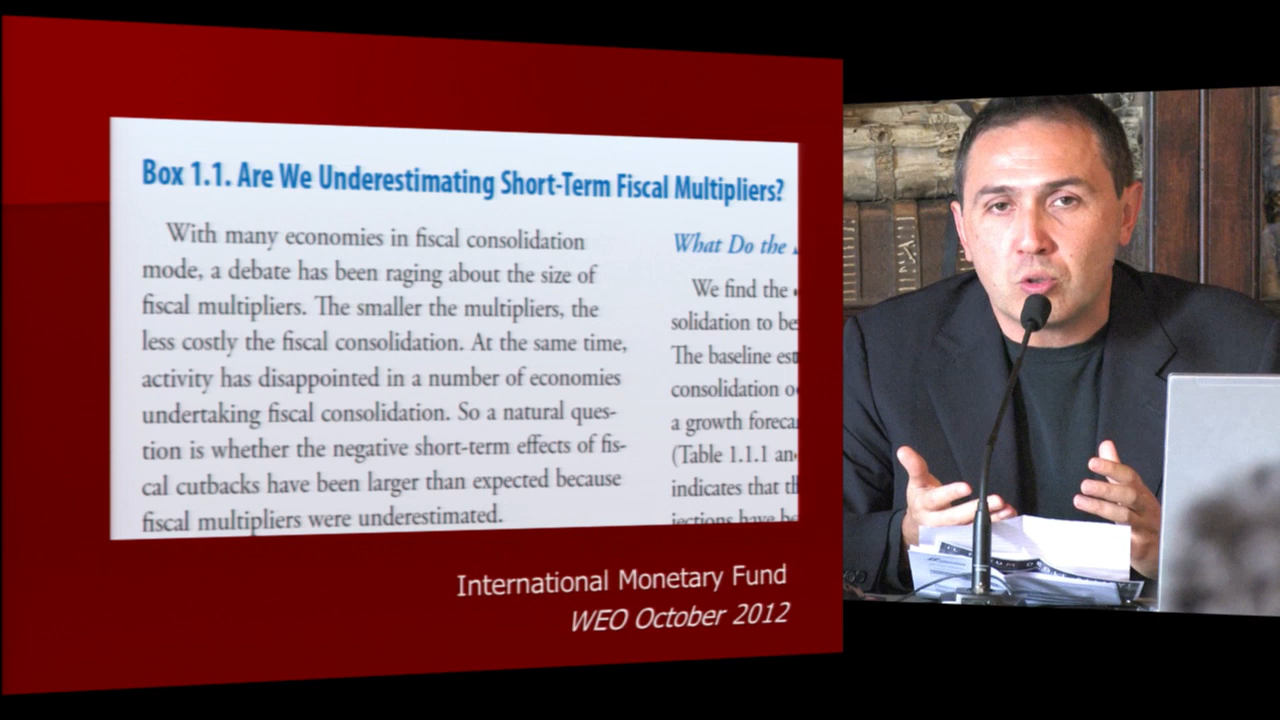 Box 1.1. Are We Underestimating Short-Term Fiscal Multipliers?
With many economies in fiscal consolidation
mode, a debate has been raging about the size of
fiscal multipliers. The smaller the multipliers, the
less costly the fiscal consolidation. At the same time,
activity has disappointed in a number of economies
undertaking fiscal consolidation. So a natural ques-
tion is whether the negative short-term effects of fis-
cal cutbacks have been larger than expected because
fiscal multipliers were underestimated.
What Do the
We find the
solidation to be
The baseline est
consolidation o
a growth foreca
(Table 1.1.1 an
indicates that th
jections have be
International Monetary Fund
WEO October 2012